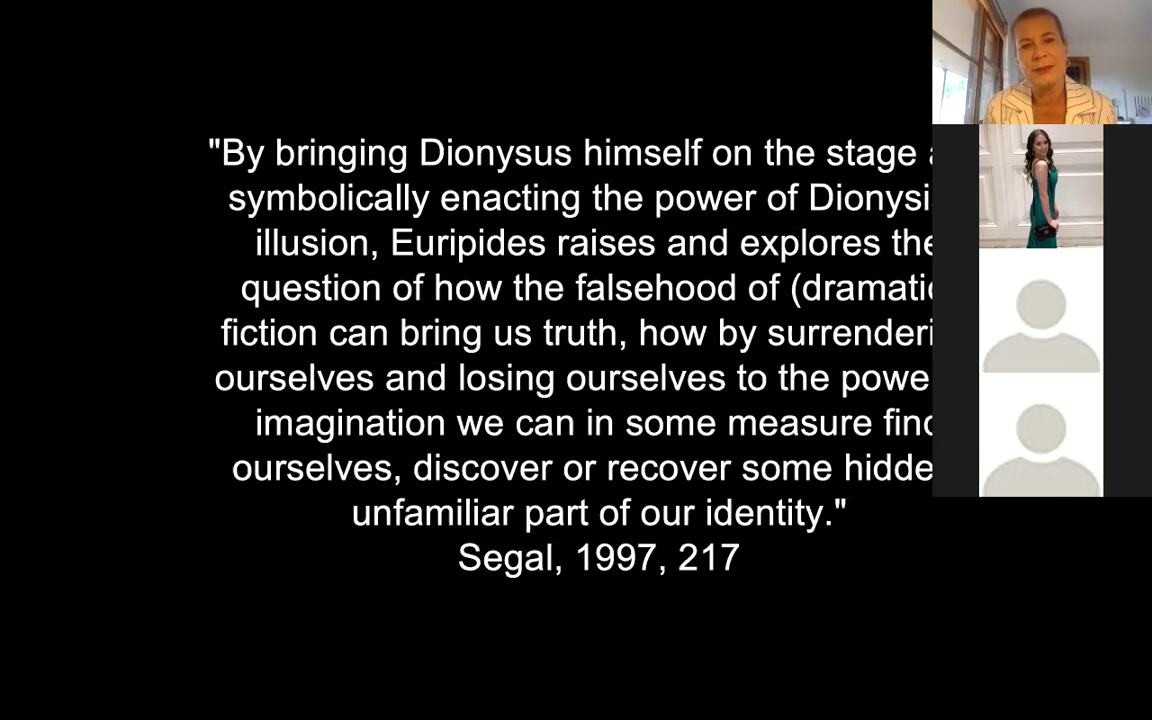 "By bringing Dionysus himself on the stage
symbolically enacting the power of
illusion, Euripides raises and explores the
question of how the falsehood of (dramatic
fiction can bring us truth, how by
ourselves and losing ourselves to the
imagination we can in some measure
ourselves, discover or recover some
unfamiliar part of our identity."
Segal, 1997, 217